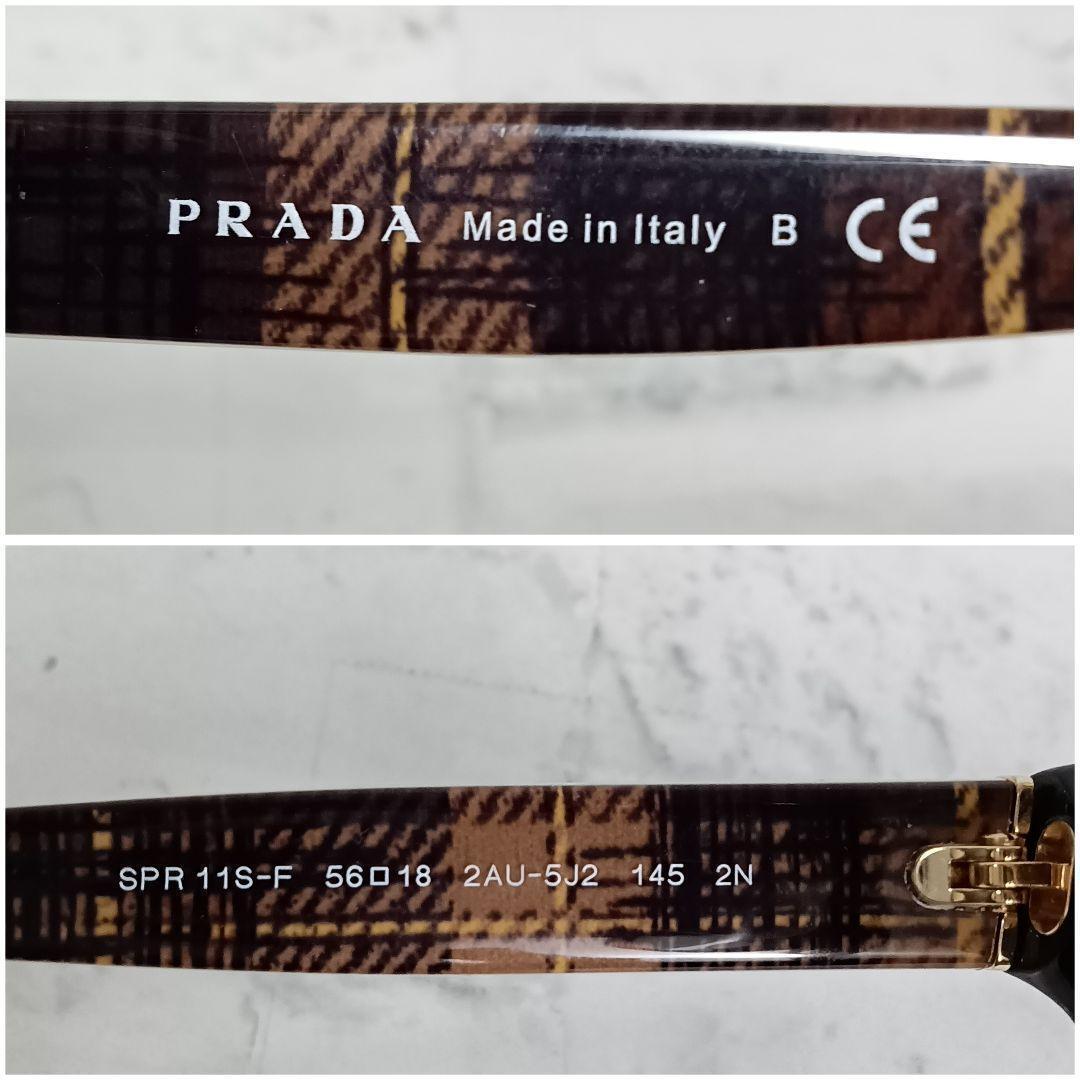 PRADA Made in Italy B CE
SPR 11S-F 56□18 2AU-5J2 145 2N